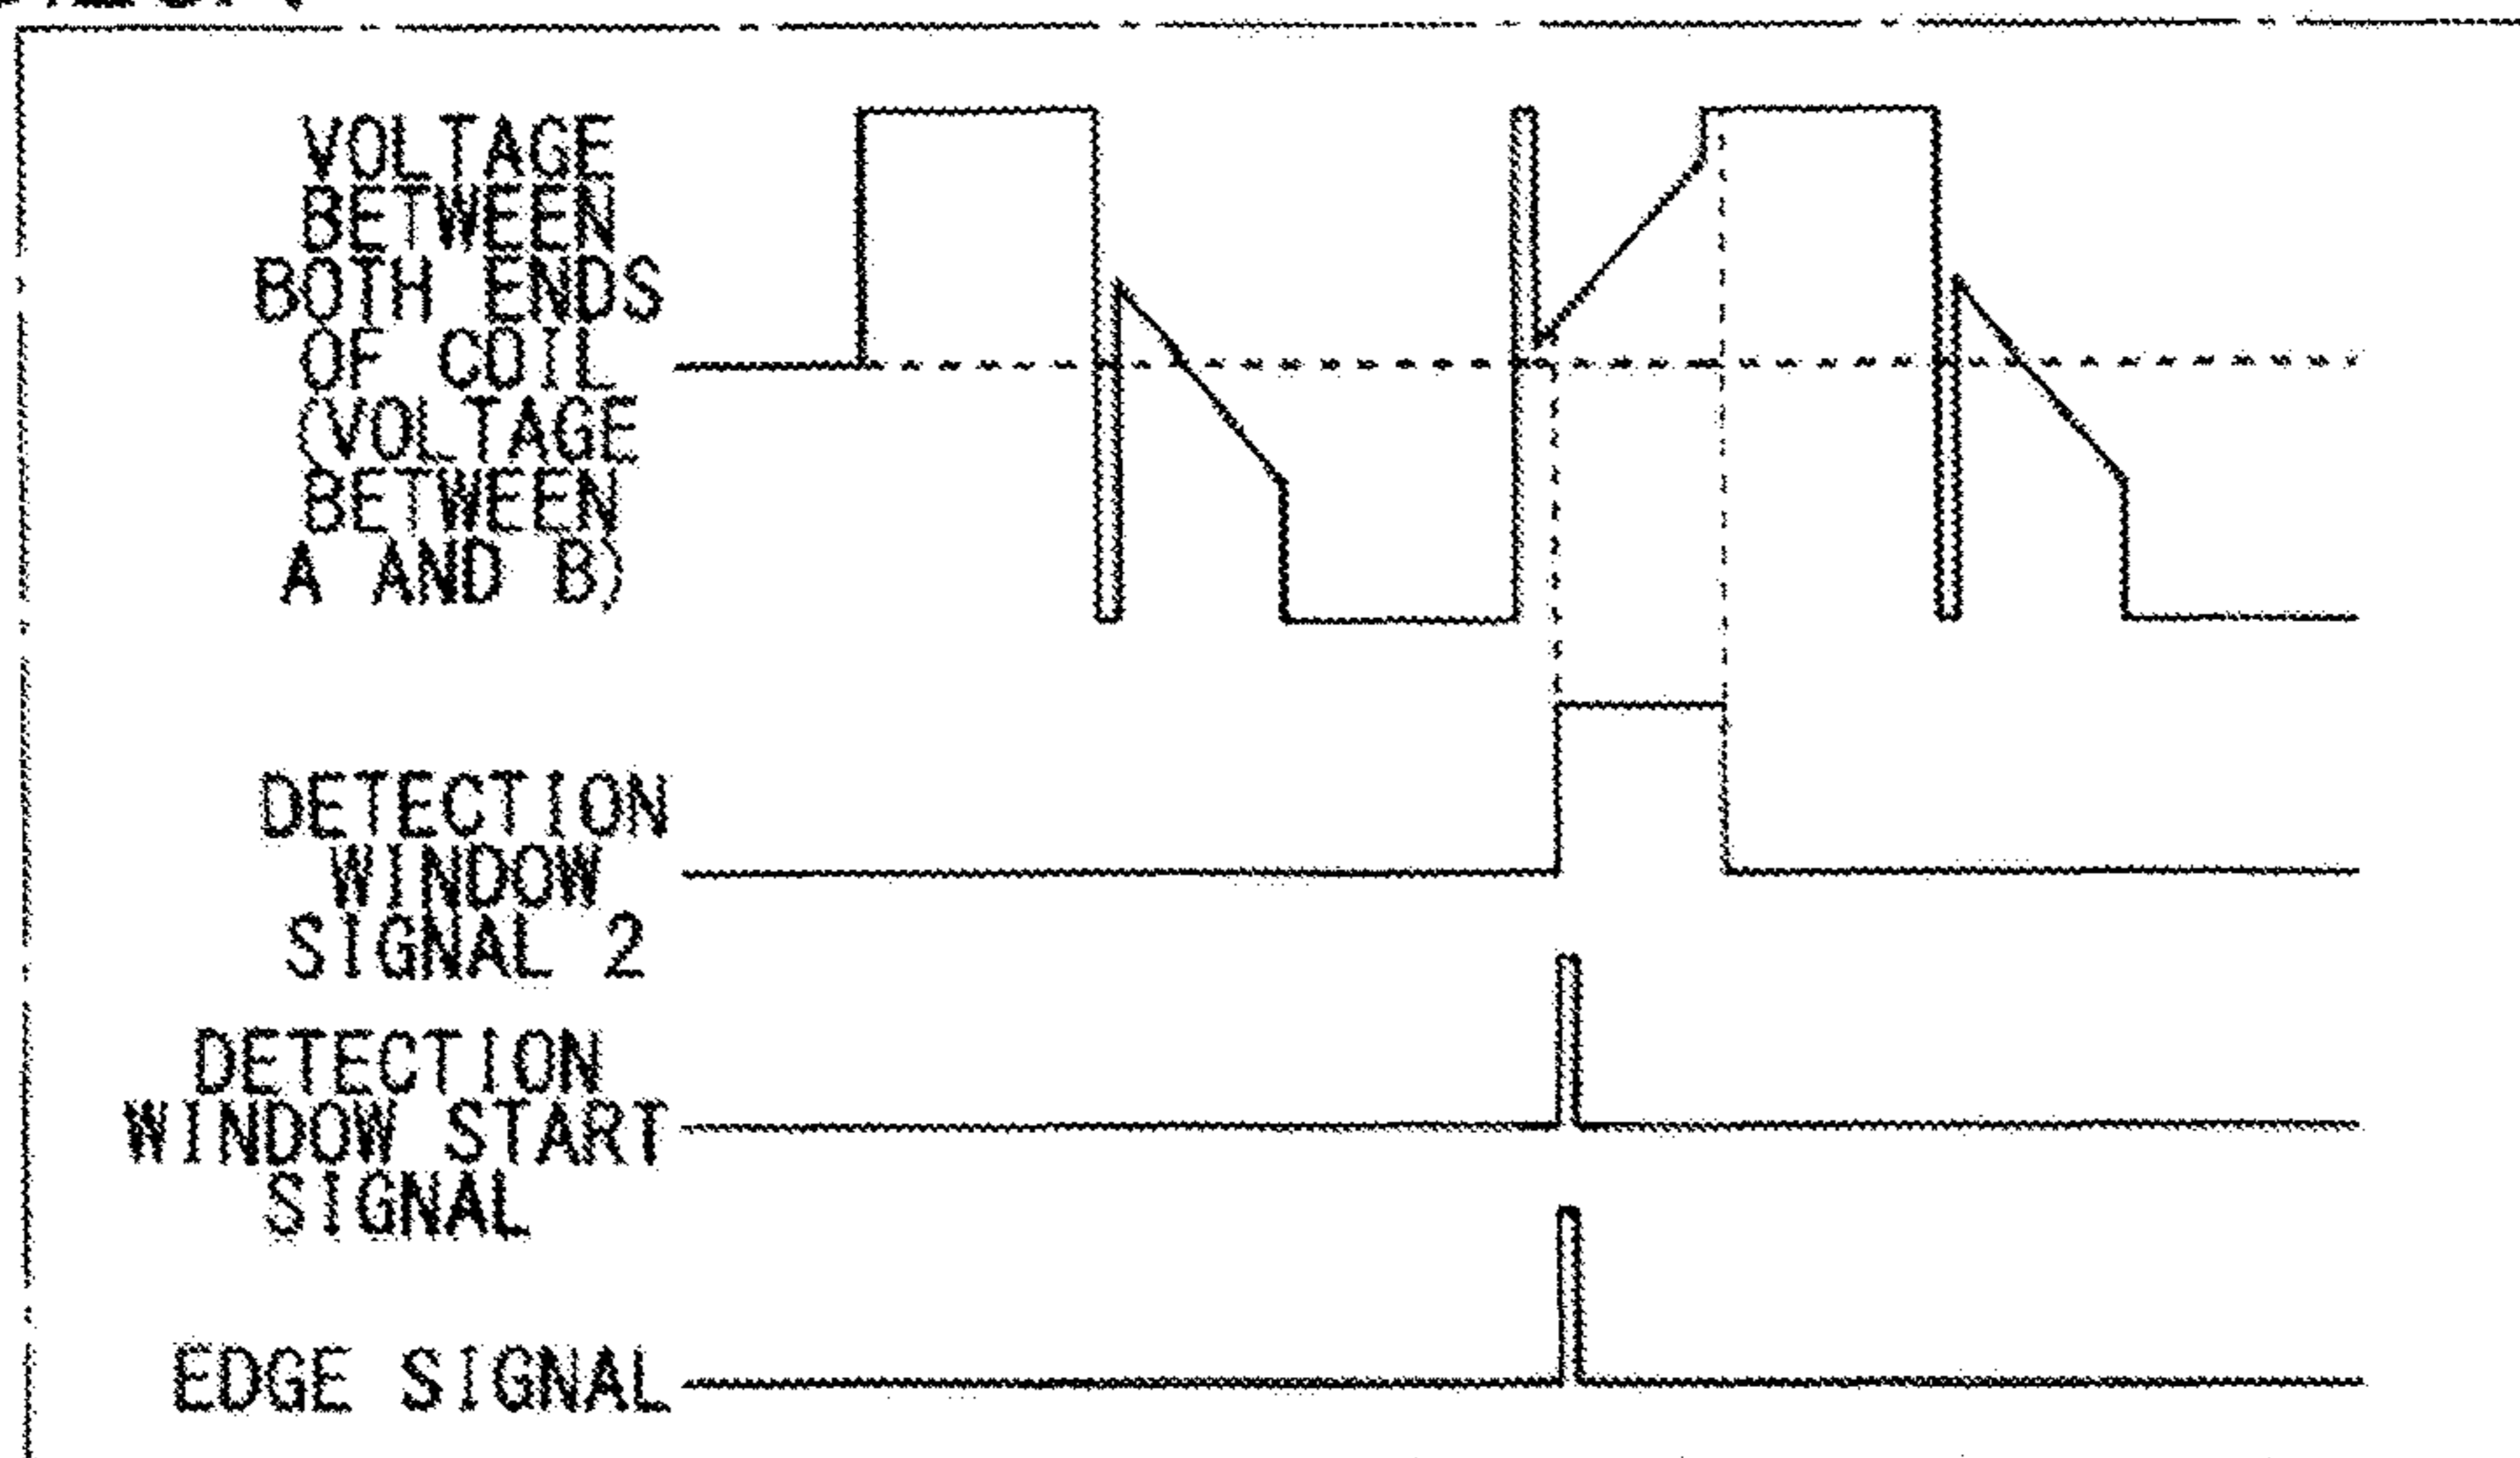 VOLTAGE
BETWEEN
BOTH ENDS
OF COIL
(VOLTAGE
BETWEEN
A AND B)
DETECTION
WINDOW
SIGNAL 2
DETECTION
WINDOW START
SIGNAL
EDGE SIGNAL